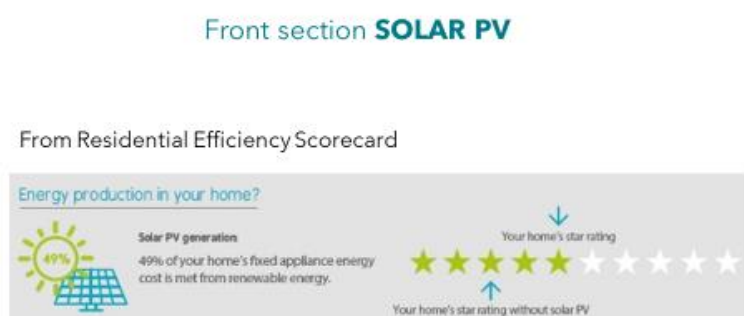 Front section SOLAR PV
From Residential Efficiency Scorecard
Energy production in your home?
49%
Solar PV generation
49% of your home's fixed appliance energy
cost is met from renewable energy.
Your home's star rating
Your home's star rating without solar PV